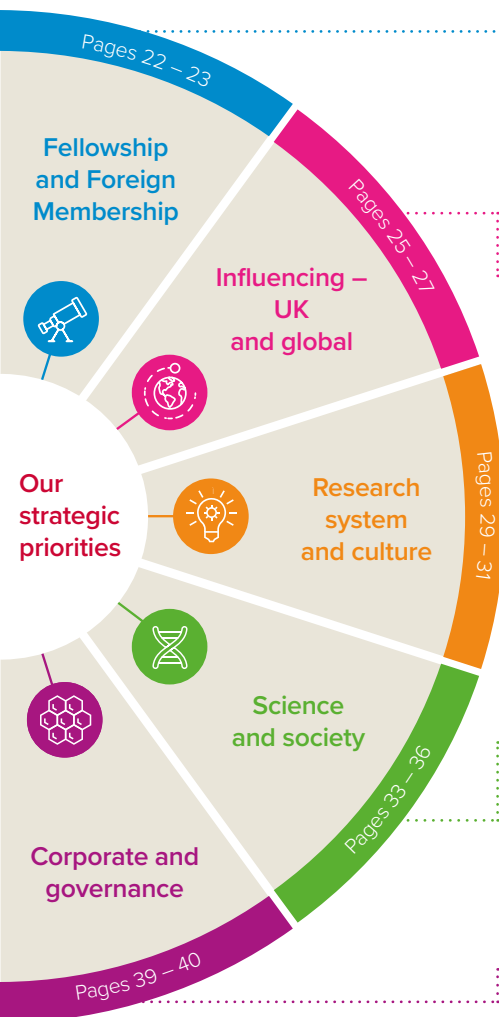 Pages 22 – 23
Fellowship
and Foreign
Membership
Pages 25 – 27
Influencing –
UK
and global
Our
strategic
priorities
Research
system
and culture
Pages 29 – 31
Science
and society
Pages 33 – 36
Corporate and
governance
Pages 39 – 40